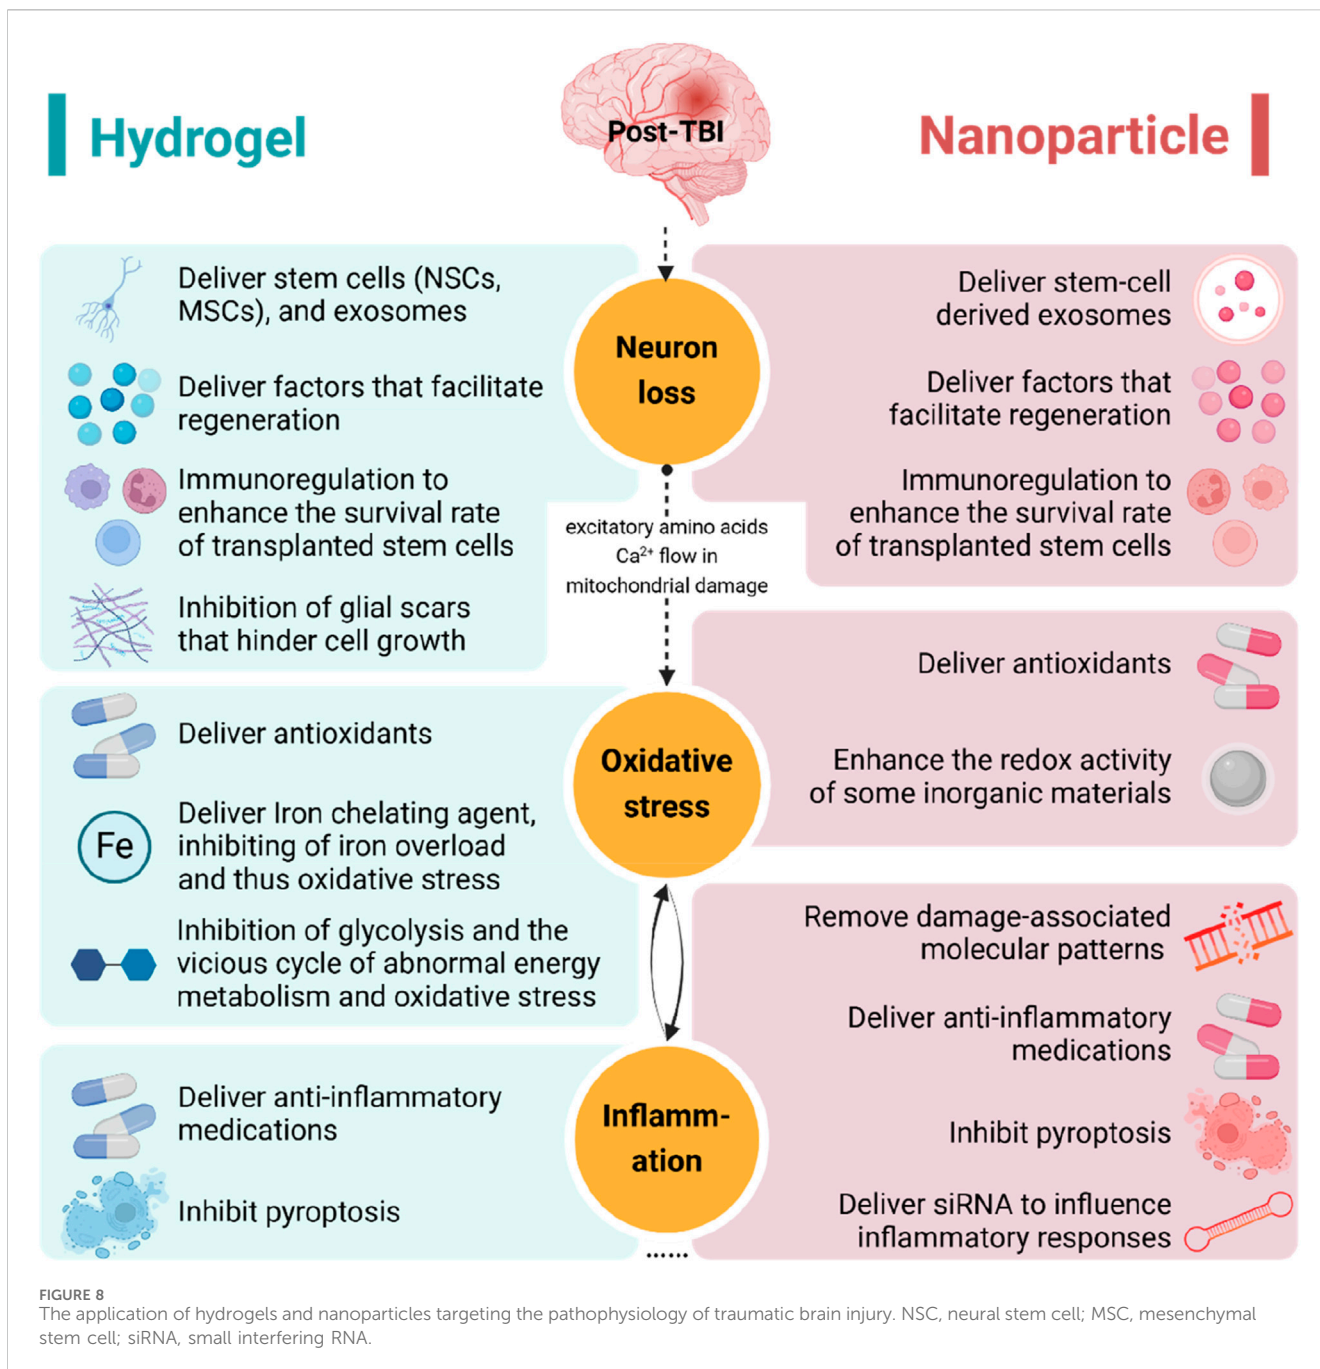 Hydrogel
Post-TBI
Nanoparticle
Deliver stem cells (NSCs,
MSCs), and exosomes
Deliver factors that facilitate
regeneration
Immunoregulation to
enhance the survival rate
of transplanted stem cells
Inhibition of glial scars
that hinder cell growth
Neuron
loss
Deliver stem-cell
derived exosomes
Deliver factors that
facilitate regeneration
Immunoregulation to
enhance the survival rate
of transplanted stem cells
excitatory amino acids
Ca²⁺ flow in
mitochondrial damage
Deliver antioxidants
Fe
Deliver Iron chelating agent,
inhibiting of iron overload
and thus oxidative stress
Inhibition of glycolysis and the
vicious cycle of abnormal energy
metabolism and oxidative stress
Oxidative
stress
Deliver antioxidants
Enhance the redox activity
of some inorganic materials
Deliver anti-inflammatory
medications
Inhibit pyroptosis
Inflamm-
ation
......
Remove damage-associated
molecular patterns
Deliver anti-inflammatory
medications
Inhibit pyroptosis
Deliver siRNA to influence
inflammatory responses
FIGURE 8
The application of hydrogels and nanoparticles targeting the pathophysiology of traumatic brain injury. NSC, neural stem cell; MSC, mesenchymal
stem cell; siRNA, small interfering RNA.